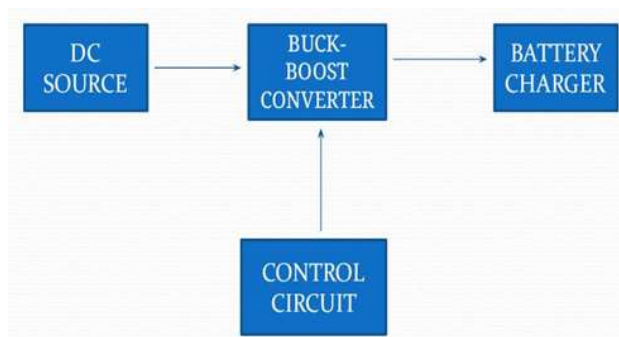 DC
SOURCE
BUCK-
BOOST
CONVERTER
BATTERY
CHARGER
CONTROL
CIRCUIT